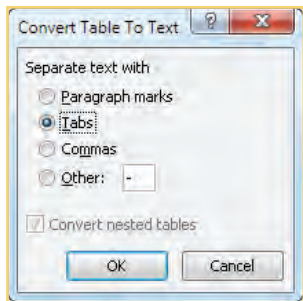 Convert Table To Text
Separate text with
Paragraph marks
Tabs
Commas
Other: -
Convert nested tables
OK Cancel